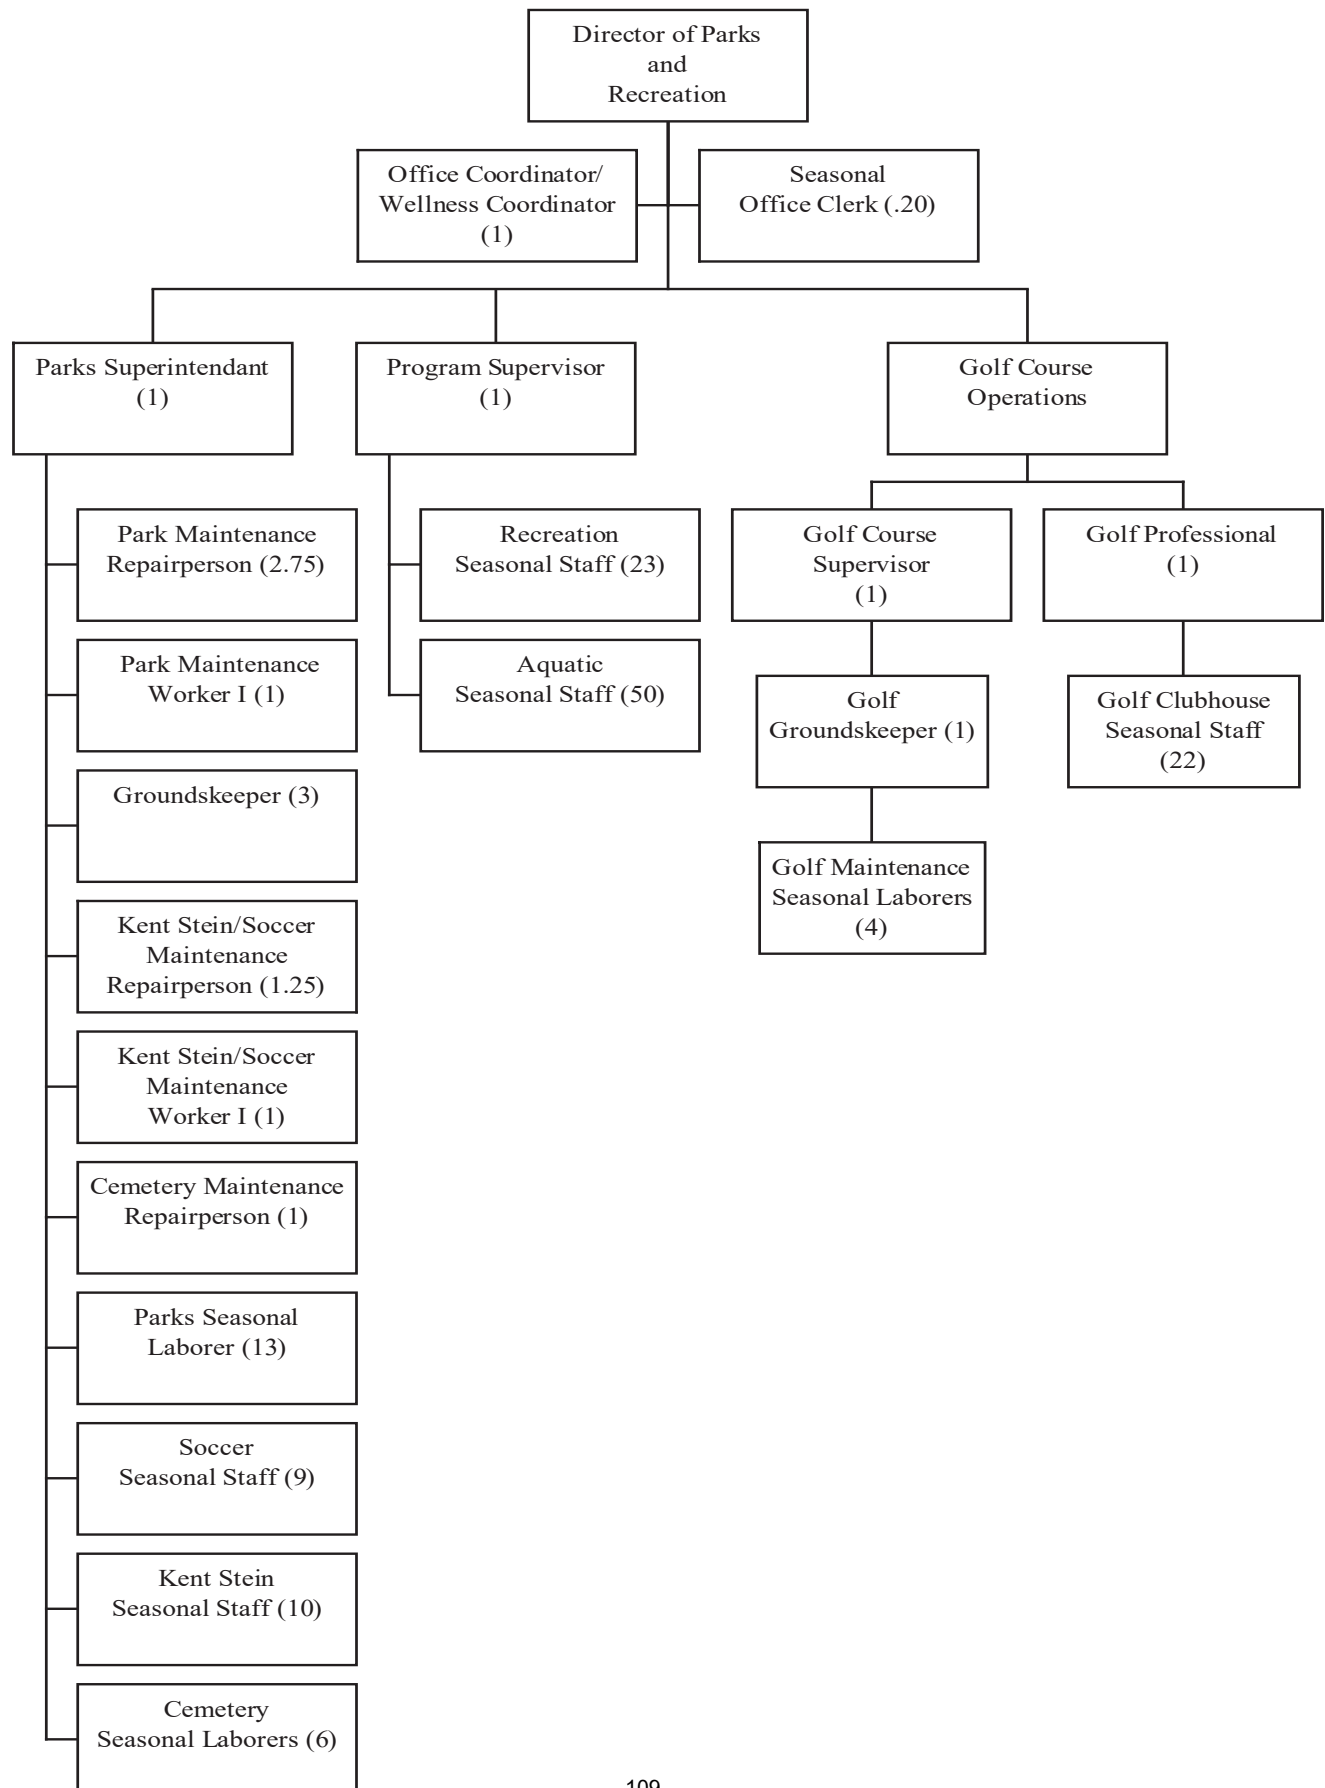 Director of Parks
and
Recreation
Office Coordinator/
Wellness Coordinator
(1)
Seasonal
Office Clerk (.20)
Parks Superintendant
(1)
Program Supervisor
(1)
Golf Course
Operations
Park Maintenance
Repairperson (2.75)
Park Maintenance
Worker I (1)
Groundskeeper (3)
Kent Stein/Soccer
Maintenance
Repairperson (1.25)
Kent Stein/Soccer
Maintenance
Worker I (1)
Cemetery Maintenance
Repairperson (1)
Parks Seasonal
Laborer (13)
Soccer
Seasonal Staff (9)
Kent Stein
Seasonal Staff (10)
Cemetery
Seasonal Laborers (6)
Recreation
Seasonal Staff (23)
Aquatic
Seasonal Staff (50)
Golf Course
Supervisor
(1)
Golf
Groundskeeper (1)
Golf Maintenance
Seasonal Laborers
(4)
Golf Professional
(1)
Golf Clubhouse
Seasonal Staff
(22)
109